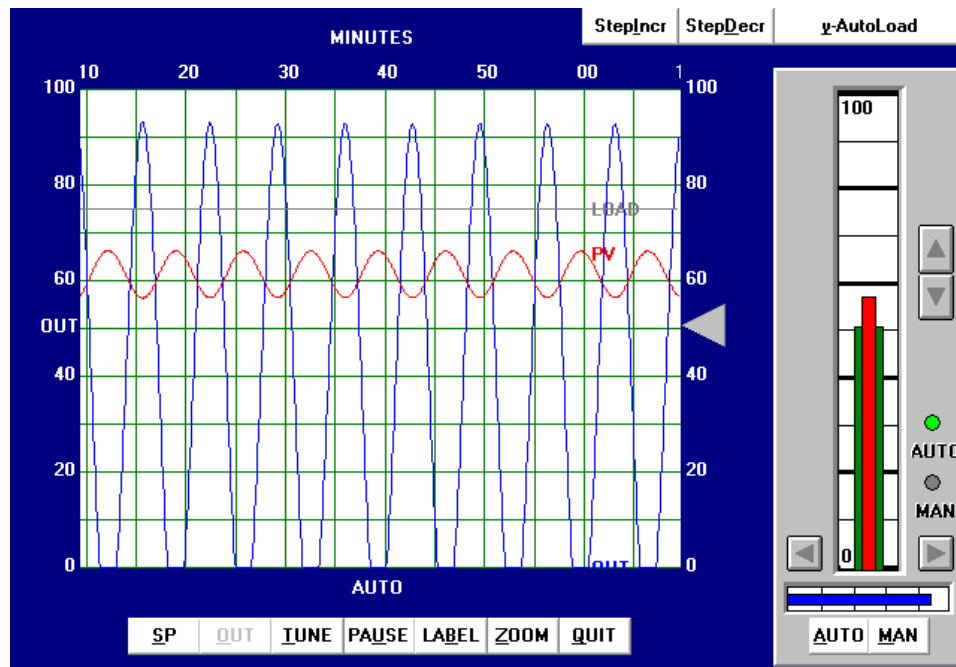 StepIncr StepDecr y-AutoLoad
MINUTES
10 20 30 40 50 00 1
100 100
100
80 80
LOAD
PV
60 60
OUT
40 40
AUTO
20 20
MAN
0 OUT 0
0
AUTO
SP OUT TUNE PAUSE LABEL ZOOM QUIT
AUTO MAN